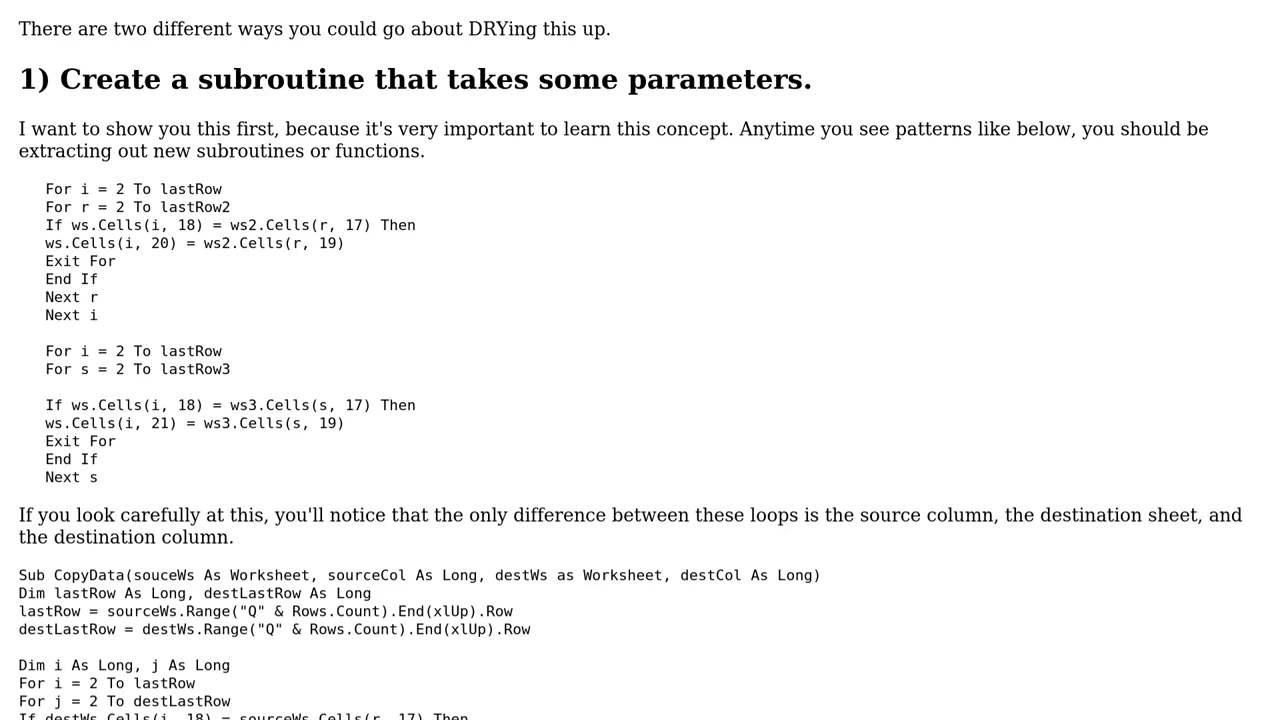 There are two different ways you could go about DRYing this up.
1) Create a subroutine that takes some parameters.
I want to show you this first, because it's very important to learn this concept. Anytime you see patterns like below, you should be
extracting out new subroutines or functions.
For i = 2 To lastRow
For r = 2 To lastRow2
If ws.Cells(i, 18) = ws2.Cells(r, 17) Then
ws.Cells(i, 20) = ws2.Cells(r, 19)
Exit For
End If
Next r
Next i
For i = 2 To lastRow
For s = 2 To lastRow3
If ws.Cells(i, 18) = ws3.Cells(s, 17) Then
ws.Cells(i, 21) = ws3.Cells(s, 19)
Exit For
End If
Next s
If you look carefully at this, you'll notice that the only difference between these loops is the source column, the destination sheet, and
the destination column.
Sub CopyData(souceWs As Worksheet, sourceCol As Long, destWs as Worksheet, destCol As Long)
Dim lastRow As Long, destLastRow As Long
lastRow = sourceWs.Range("Q" & Rows.Count).End(xlUp).Row
destLastRow = destWs.Range("Q" & Rows.Count).End(xlUp).Row
Dim i As Long, j As Long
For i = 2 To lastRow
For j = 2 To destLastRow
If destWs.Cells(i, 18) = sourceWs.Cells(r, 17) Then